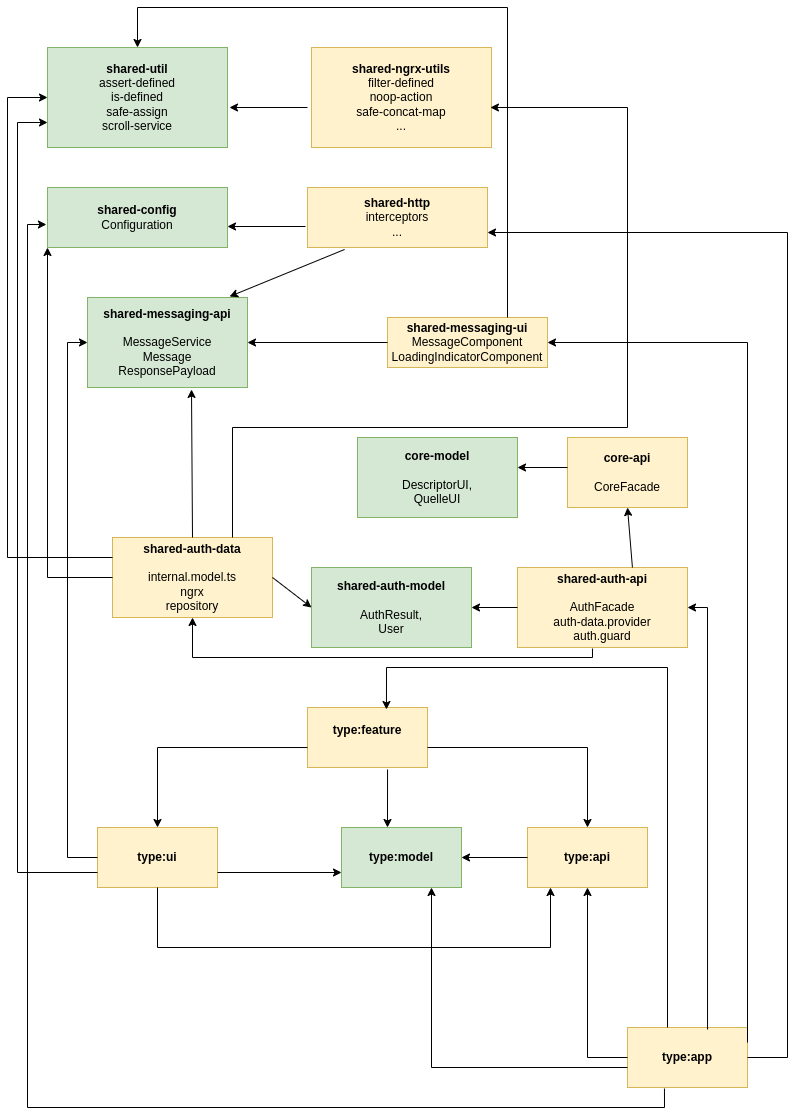 shared-util
assert-defined
is-defined
safe-assign
scroll-service
shared-ngrx-utils
filter-defined
noop-action
safe-concat-map
...
shared-config
Configuration
shared-http
interceptors
...
shared-messaging-api
MessageService
Message
ResponsePayload
shared-messaging-ui
MessageComponent
LoadingIndicatorComponent
core-model
DescriptorUI,
QuelleUI
core-api
CoreFacade
shared-auth-data
internal.model.ts
ngrx
repository
shared-auth-model
AuthResult,
User
shared-auth-api
AuthFacade
auth-data.provider
auth.guard
type:feature
type:ui
type:model
type:api
type:app